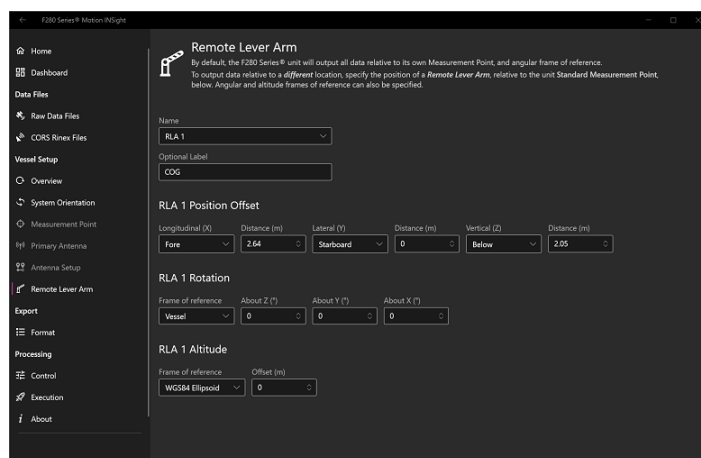 F280 Series® Motion INSight
Home
Dashboard
Data Files
Raw Data Files
CORS Rinex Files
Vessel Setup
Overview
System Orientation
Measurement Point
Primary Antenna
Antenna Setup
Remote Lever Arm
Export
Format
Processing
Control
Execution
About
Remote Lever Arm
By default, the F280 Series® unit will output all data relative to its own Measurement Point, and angular frame of reference.
To output data relative to a different location, specify the position of a Remote Lever Arm, relative to the unit Standard Measurement Point,
below. Angular and altitude frames of reference can also be specified.
Name
RLA 1
Optional Label
COG
RLA 1 Position Offset
Longitudinal (X) Distance (m) Lateral (Y) Distance (m) Vertical (Z) Distance (m)
Fore 2.64 Starboard 0 Below 2.05
RLA 1 Rotation
Frame of reference About Z (°) About Y (°) About X (°)
Vessel 0 0 0
RLA 1 Altitude
Frame of reference Offset (m)
WGS84 Ellipsoid 0